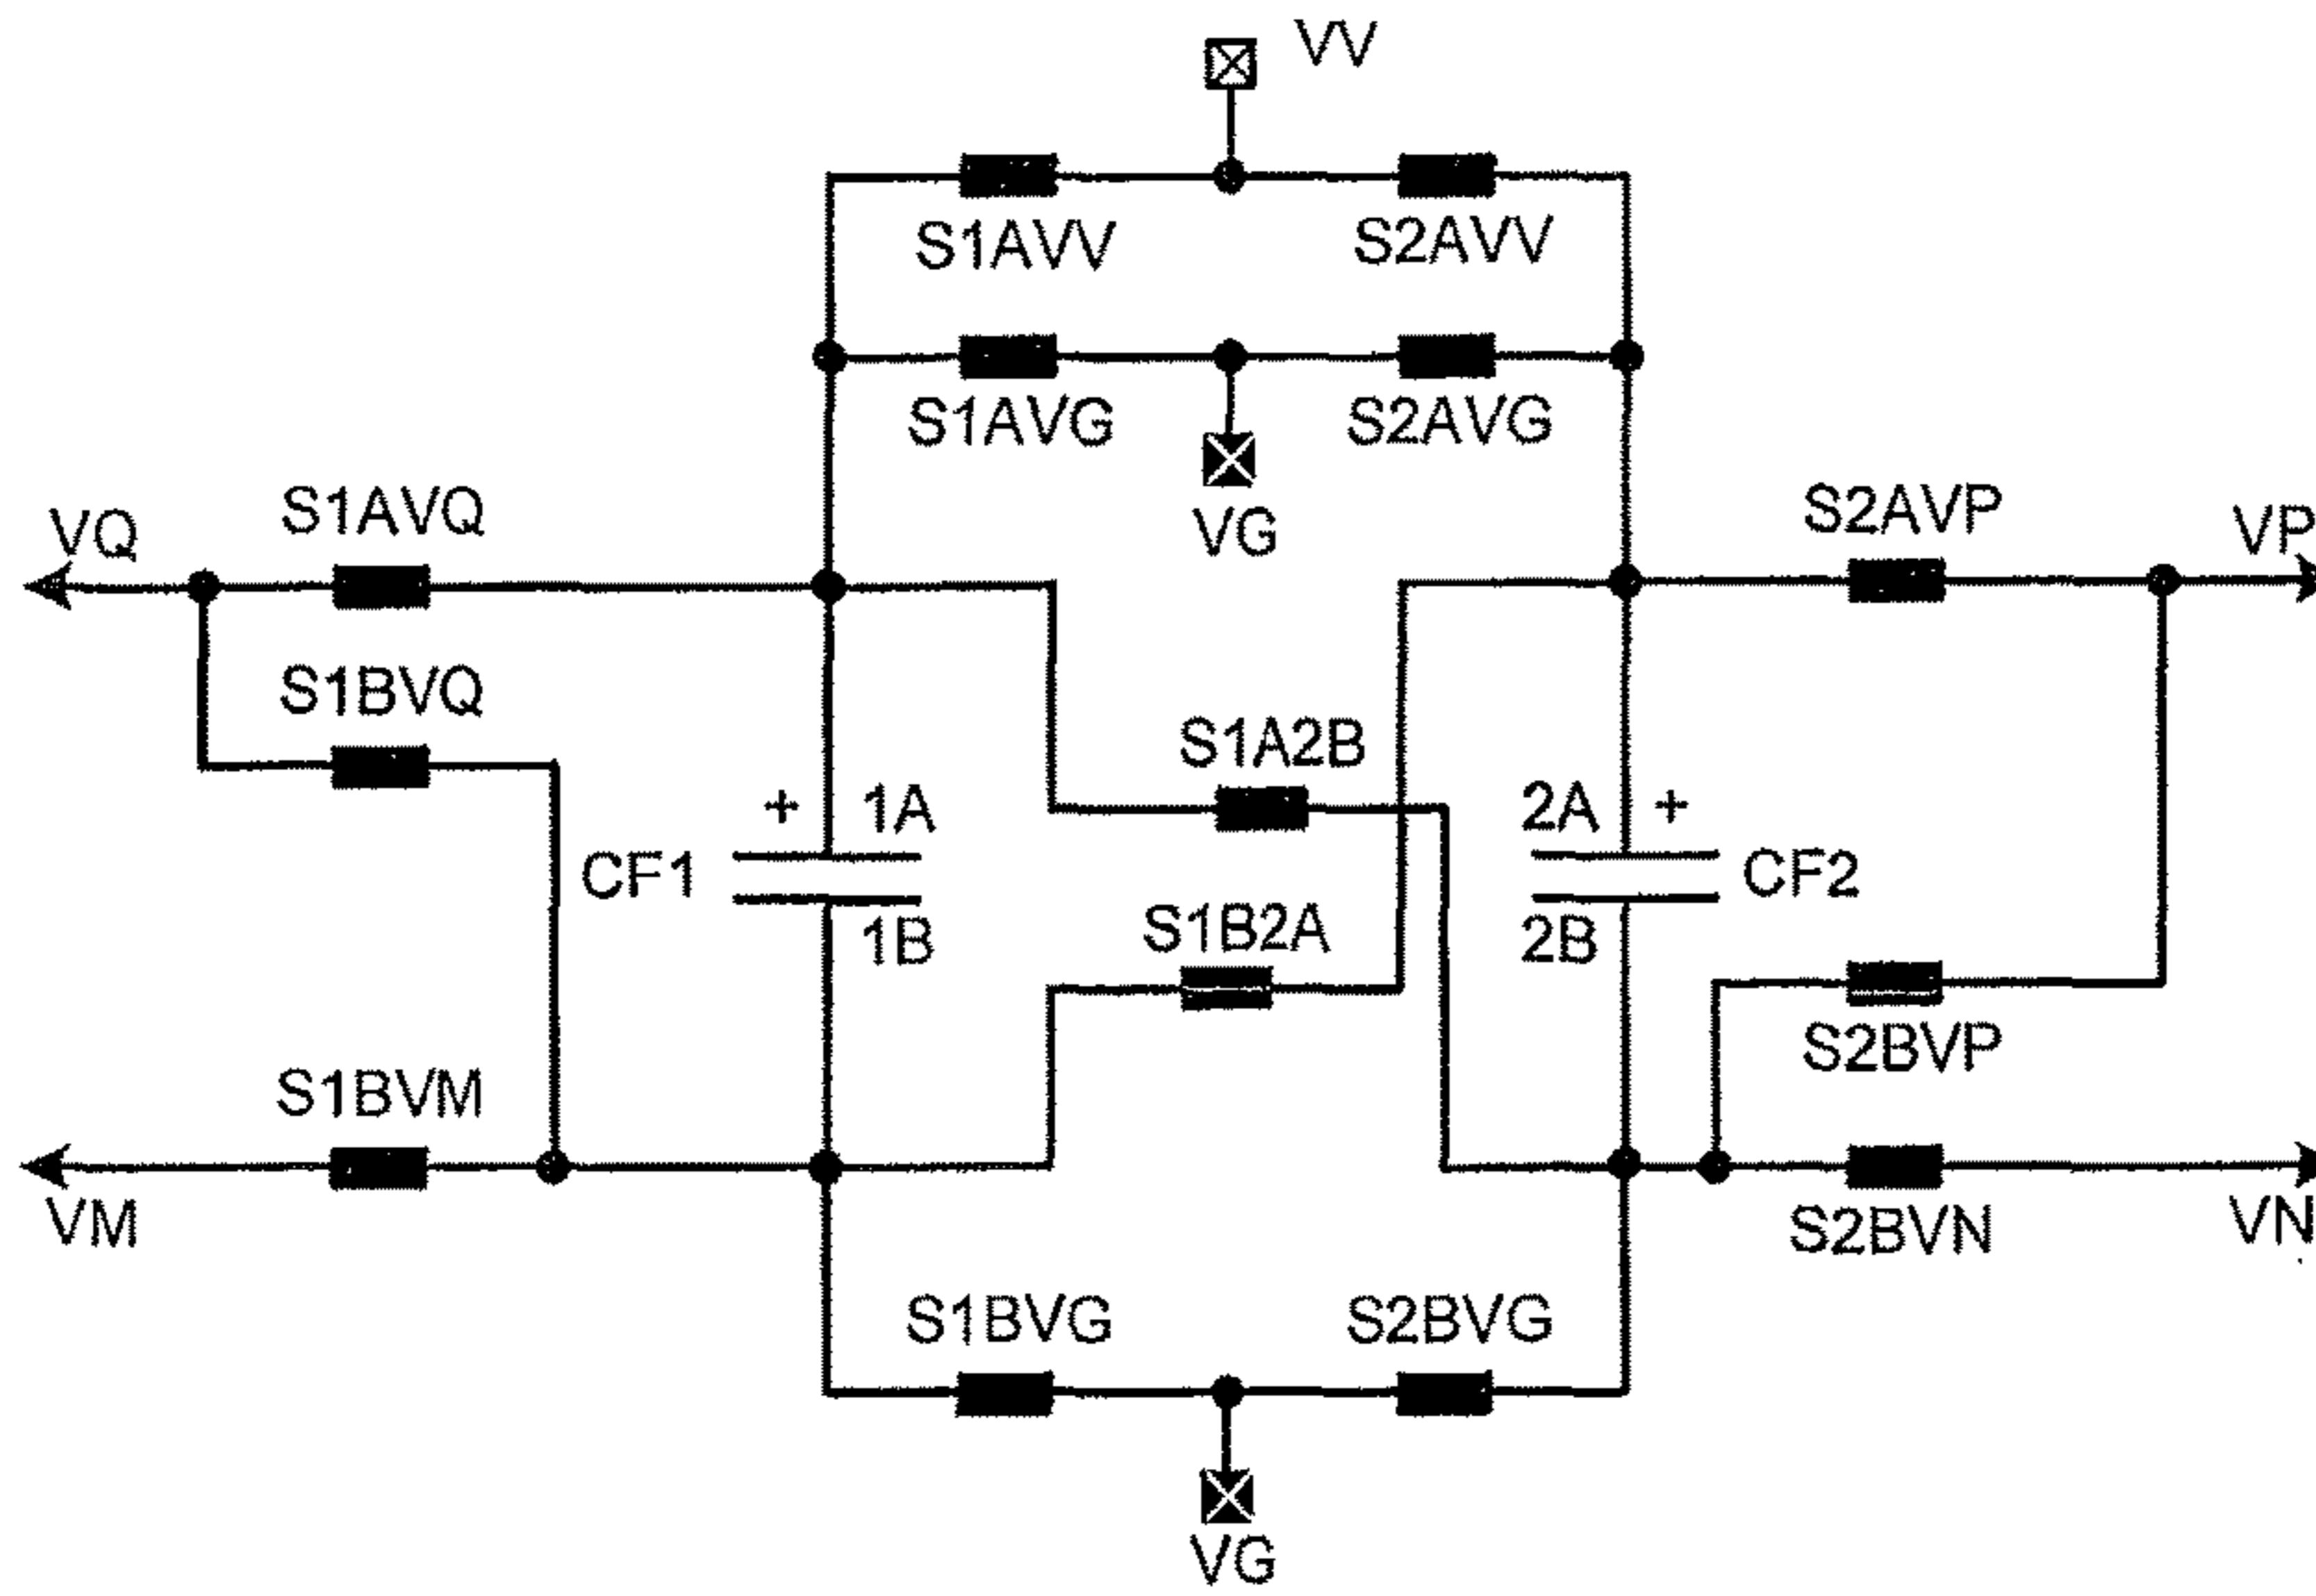 VV
S1AVV
S2AVV
S1AVG
S2AVG
VG
VQ
S1AVQ
S2AVP
VP
S1BVQ
S1A2B
+ 1A
2A +
CF1
CF2
1B
S1B2A
2B
S2BVP
S1BVM
VM
S2BVN
VN
S1BVG
S2BVG
VG